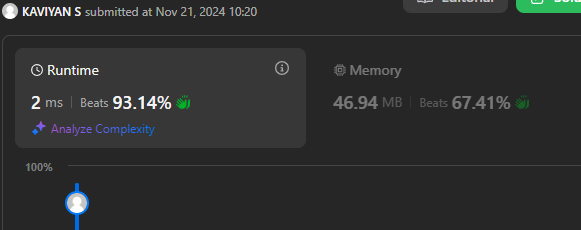 KAVIYAN S submitted at Nov 21, 2024 10:20
Editorial
Runtime
2 ms | Beats 93.14%
Analyze Complexity
Memory
46.94 MB | Beats 67.41%
100%